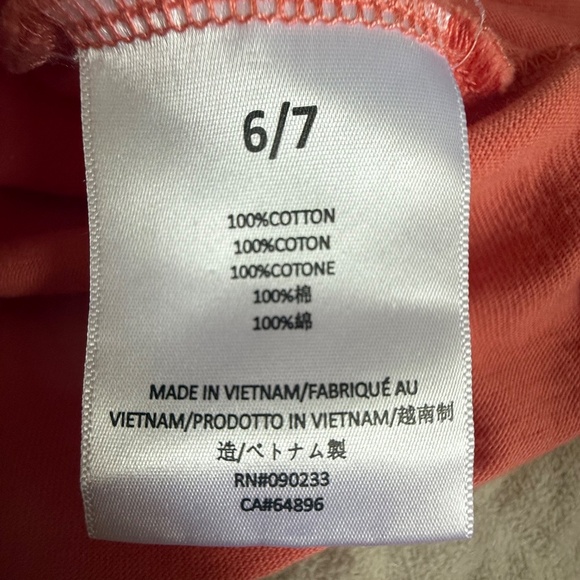 6/7
100%COTTON
100%COTON
100%COTONE
100%棉
100%綿
MADE IN VIETNAM/FABRIQUÉ AU
VIETNAM/PRODOTTO IN VIETNAM/越南制
造/ベトナム製
RN#090233
CA#64896